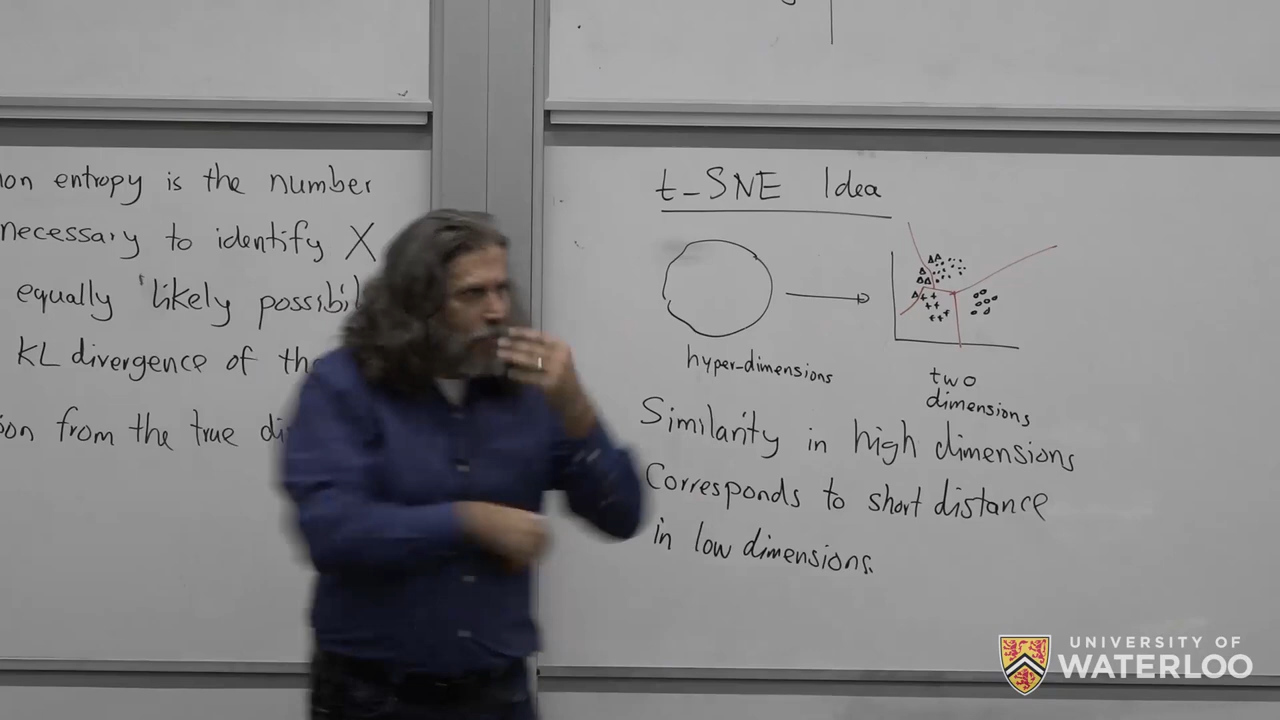 entropy is the number
necessary to identify X
equally likely
KL divergence of
from the true
t-SNE Idea
hyper-dimensions
two
dimensions
Similarity in high dimensions
Corresponds to short distance
in low dimensions.
UNIVERSITY OF
WATERLOO